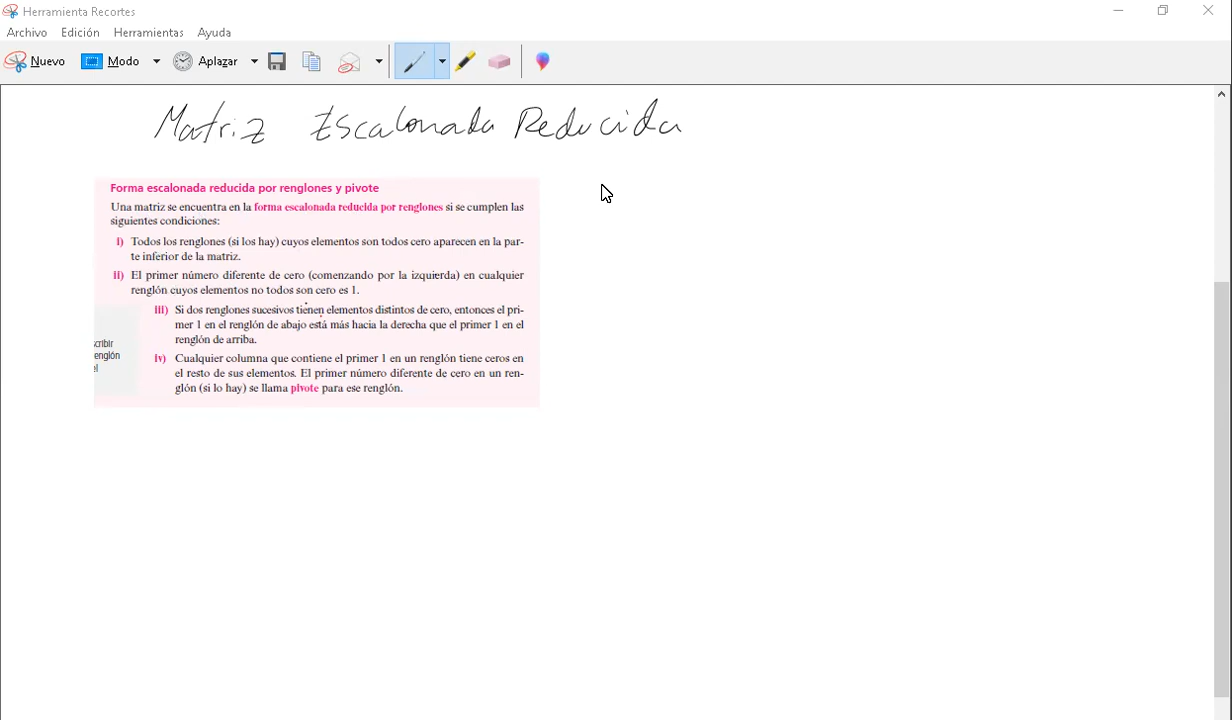 Herramienta Recortes
Archivo Edición Herramientas Ayuda
Nuevo Modo Aplazar
Matriz Escalonada Reducida
Forma escalonada reducida por renglones y pivote
Una matriz se encuentra en la forma escalonada reducida por renglones si se cumplen las
siguientes condiciones:
i) Todos los renglones (si los hay) cuyos elementos son todos cero aparecen en la par-
te inferior de la matriz.
ii) El primer número diferente de cero (comenzando por la izquierda) en cualquier
renglón cuyos elementos no todos son cero es 1.
iii) Si dos renglones sucesivos tienen elementos distintos de cero, entonces el pri-
mer 1 en el renglón de abajo está más hacia la derecha que el primer 1 en el
renglón de arriba.
iv) Cualquier columna que contiene el primer 1 en un renglón tiene ceros en
el resto de sus elementos. El primer número diferente de cero en un ren-
glón (si lo hay) se llama pivote para ese renglón.
scribir
englón
el